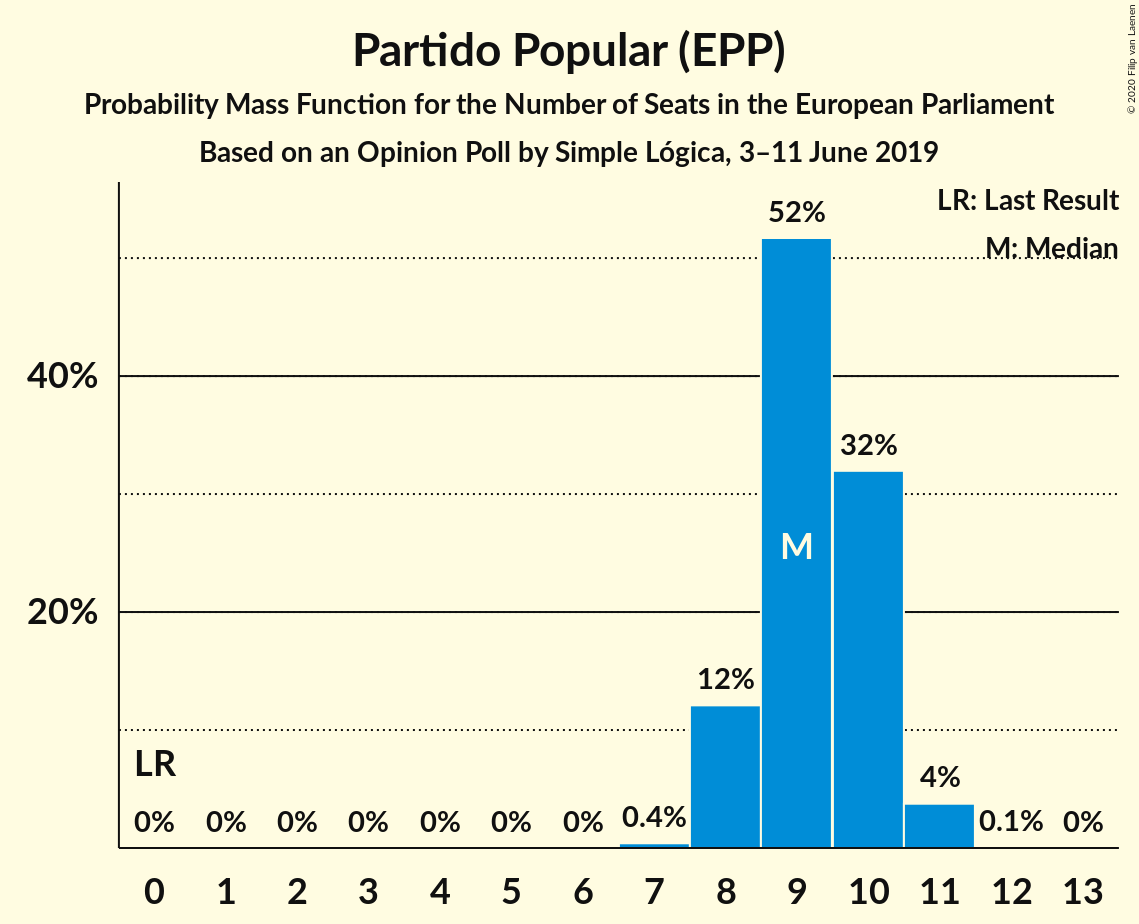 Partido Popular (EPP)
Probability Mass Function for the Number of Seats in the European Parliament
Based on an Opinion Poll by Simple Lógica, 3–11 June 2019
© 2020 Filip van Laenen
LR: Last Result
M: Median
52%
40%
32%
M
20%
12%
LR
4%
0% 0% 0% 0% 0% 0% 0% 0.4% 0.1% 0%
0 1 2 3 4 5 6 7 8 9 10 11 12 13